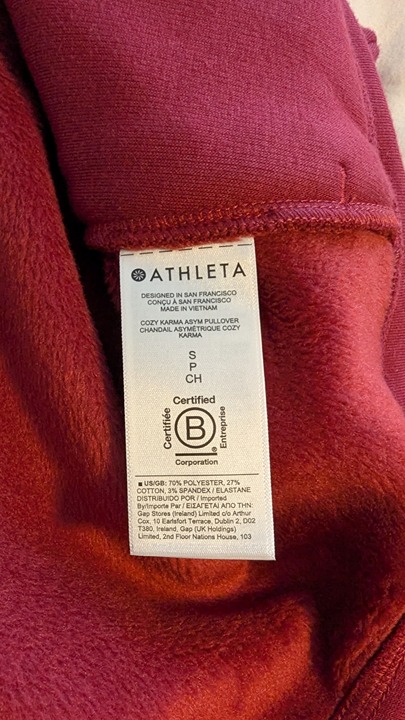 ATHLETA
DESIGNED IN SAN FRANCISCO
CONÇU À SAN FRANCISCO
MADE IN VIETNAM
COZY KARMA ASYM PULLOVER
CHANDAIL ASYMÉTRIQUE COZY
KARMA
S
P
CH
Certified
Certifiée
B
Entreprise
®
Corporation
■ US/GB: 70% POLYESTER, 27%
COTTON, 3% SPANDEX / ELASTANE
DISTRIBUIDO POR / Imported
By/Importe Par / ΕΙΣΑΓΕΤΑΙ ΑΠΟ ΤΗΝ:
Gap Stores (Ireland) Limited c/o Arthur
Cox, 10 Earlsfort Terrace, Dublin 2, D02
T380, Ireland, Gap (UK Holdings)
Limited, 2nd Floor Nations House, 103